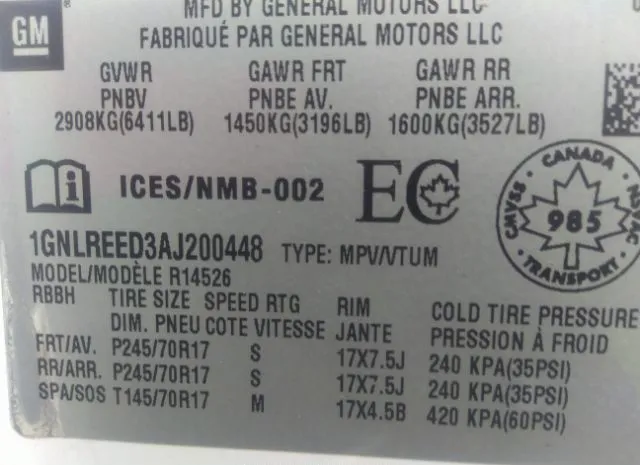 GM
MFD BY GENERAL MOTORS LLC
FABRIQUÉ PAR GENERAL MOTORS LLC
GVWR GAWR FRT GAWR RR
PNBV PNBE AV. PNBE ARR.
2908KG(6411LB) 1450KG(3196LB) 1600KG(3527LB)
ICES/NMB-002 EC
CANADA
CMVSS NSVAC
985
TRANSPORT
1GNLREED3AJ200448 TYPE: MPV/VTUM
MODEL/MODÈLE R14526
RBBH TIRE SIZE SPEED RTG RIM COLD TIRE PRESSURE
DIM. PNEU COTE VITESSE JANTE PRESSION À FROID
FRT/AV. P245/70R17 S 17X7.5J 240 KPA(35PSI)
RR/ARR. P245/70R17 S 17X7.5J 240 KPA(35PSI)
SPA/SOS T145/70R17 M 17X4.5B 420 KPA(60PSI)